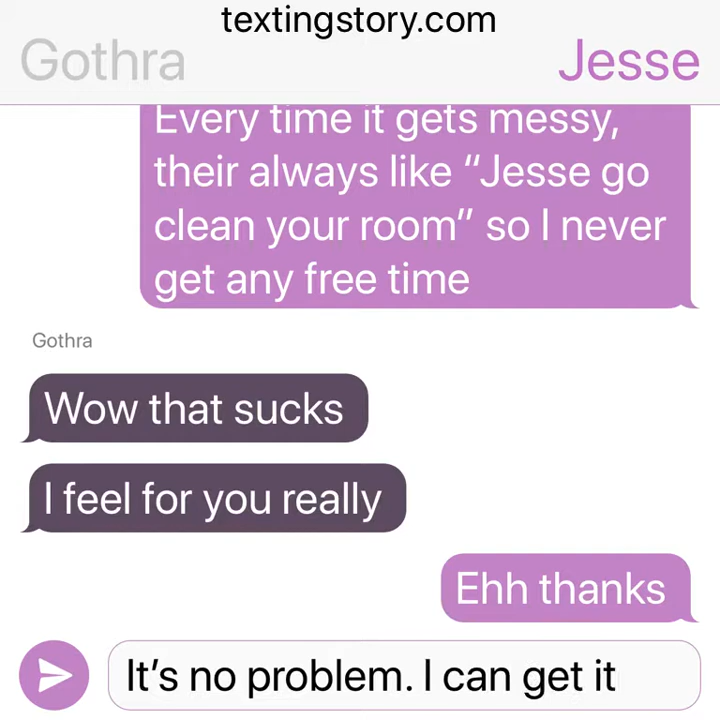 textingstory.com
Gothra
Jesse
Every time it gets messy,
their always like “Jesse go
clean your room” so I never
get any free time
Gothra
Wow that sucks
I feel for you really
Ehh thanks
It’s no problem. I can get it